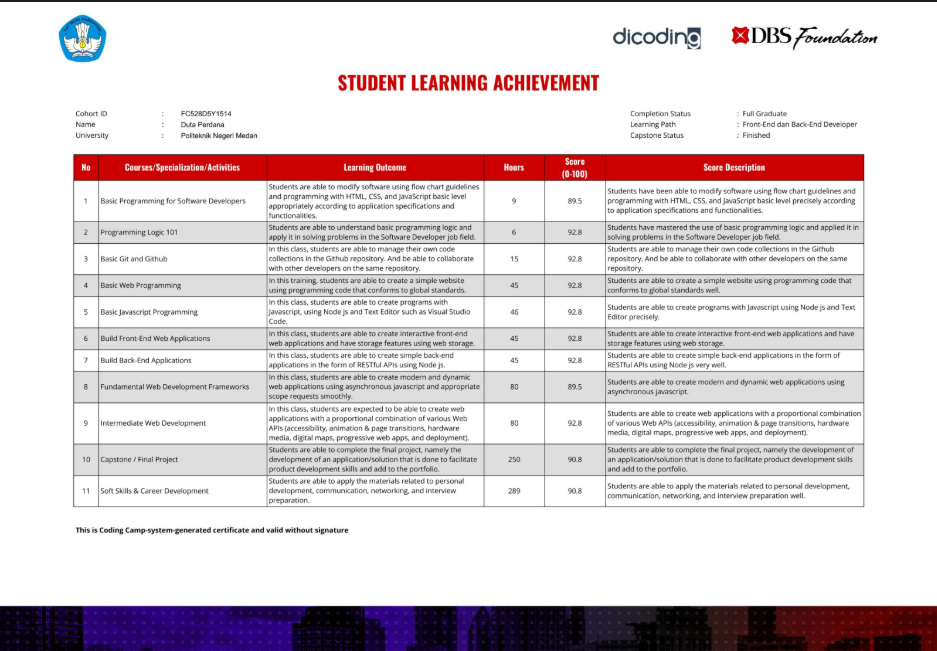 dicoding
DBS Foundation
STUDENT LEARNING ACHIEVEMENT
Cohort ID : FC528D5Y1514
Name : Duta Perdana
University : Politeknik Negeri Medan
Completion Status : Full Graduate
Learning Path : Front-End dan Back-End Developer
Capstone Status : Finished
No Courses/Specialization/Activities Learning Outcome Hours Score (0-100) Score Description
1 Basic Programming for Software Developers
Students are able to modify software using flow chart guidelines
and programming with HTML, CSS, and JavaScript basic level
appropriately according to application specifications and
functionalities.
9 89.5
Students have been able to modify software using flow chart guidelines and
programming with HTML, CSS, and JavaScript basic level precisely according
to application specifications and functionalities.
2 Programming Logic 101
Students are able to understand basic programming logic and
apply it in solving problems in the Software Developer job field.
6 92.8
Students have mastered the use of basic programming logic and applied it in
solving problems in the Software Developer job field.
3 Basic Git and Github
In this class, students are able to manage their own code
collections in the Github repository. And be able to collaborate
with other developers on the same repository.
15 92.8
Students are able to manage their own code collections in the Github
repository. And be able to collaborate with other developers on the same
repository.
4 Basic Web Programming
In this training, students are able to create a simple website
using programming code that conforms to global standards.
45 92.8
Students are able to create a simple website using programming code that
conforms to global standards well.
5 Basic Javascript Programming
In this class, students are able to create programs with
Javascript, using Node js and Text Editor such as Visual Studio
Code.
46 92.8
Students are able to create programs with Javascript using Node js and Text
Editor precisely.
6 Build Front-End Web Applications
In this class, students are able to create interactive front-end
web applications and have storage features using web storage.
45 92.8
Students are able to create interactive front-end web applications and have
storage features using web storage.
7 Build Back-End Applications
In this class, students are able to create simple back-end
applications in the form of RESTful APIs using Node js.
45 92.8
Students are able to create simple back-end applications in the form of
RESTful APIs using Node js very well.
8 Fundamental Web Development Frameworks
In this class, students are able to create modern and dynamic
web applications using asynchronous javascript and appropriate
scope requests smoothly.
80 89.5
Students are able to create modern and dynamic web applications using
asynchronous javascript.
9 Intermediate Web Development
In this class, students are expected to be able to create web
applications with a proportional combination of various Web
APIs (accessibility, animation & page transitions, hardware
media, digital maps, progressive web apps, and deployment).
80 92.8
Students are able to create web applications with a proportional combination
of various Web APIs (accessibility, animation & page transitions, hardware
media, digital maps, progressive web apps, and deployment).
10 Capstone / Final Project
Students are able to complete the final project, namely the
development of an application/solution that is done to facilitate
product development skills and add to the portfolio.
250 90.8
Students are able to complete the final project, namely the development of
an application/solution that is done to facilitate product development skills
and add to the portfolio.
11 Soft Skills & Career Development
Students are able to apply the materials related to personal
development, communication, networking, and interview
preparation.
289 90.8
Students are able to apply the materials related to personal development,
communication, networking, and interview preparation well.
This is Coding Camp-system-generated certificate and valid without signature